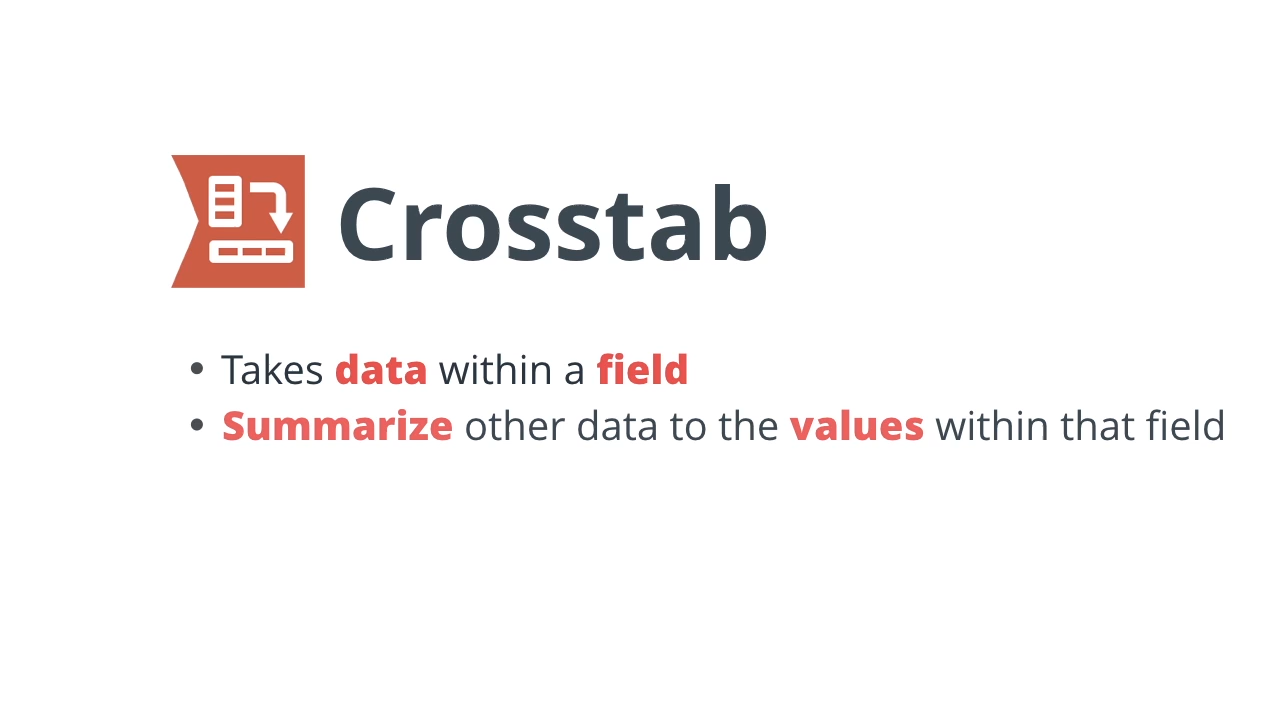 Crosstab
• Takes data within a field
• Summarize other data to the values within that field